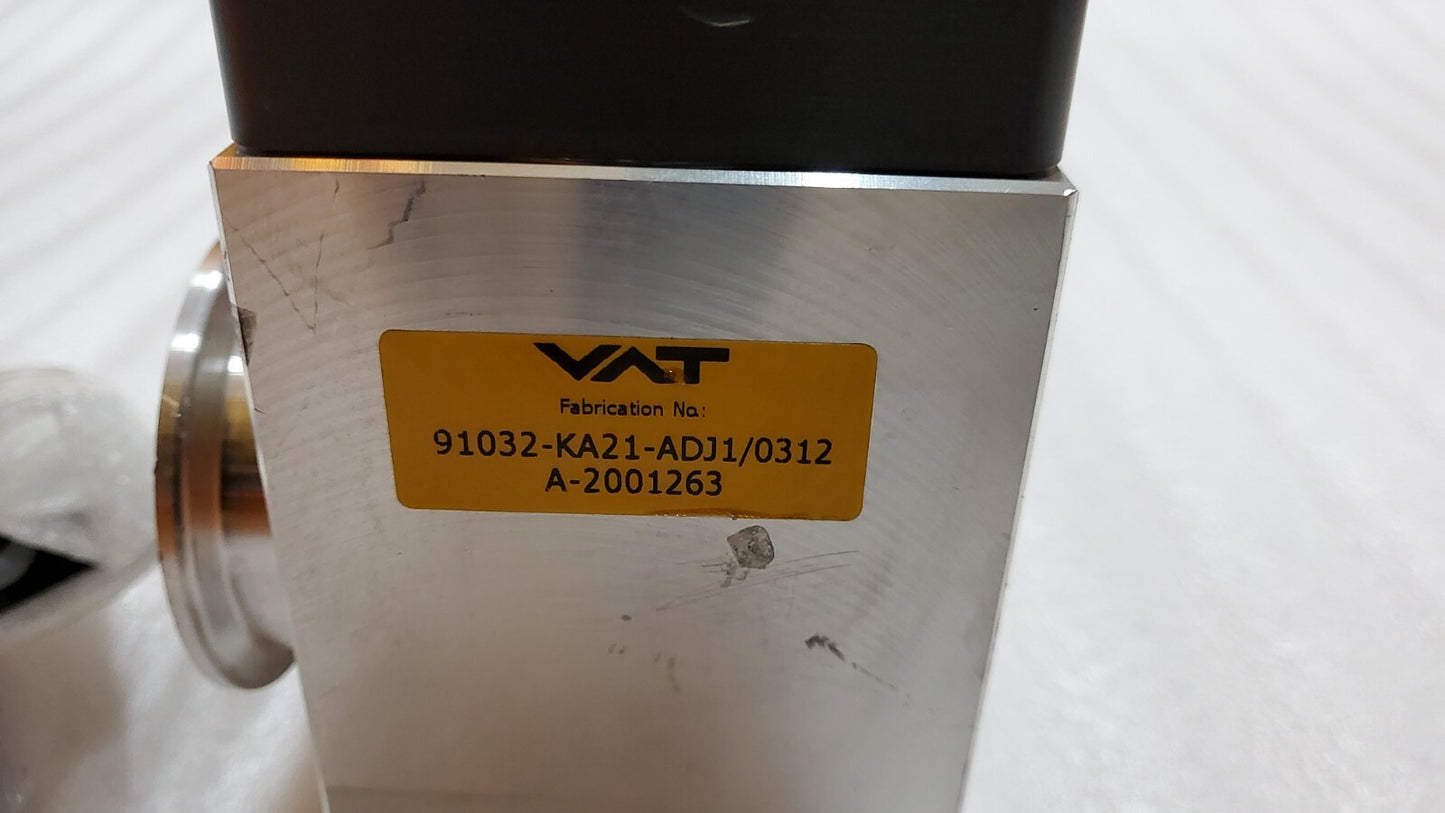 VAT
Fabrication No:
91032-KA21-ADJ1/0312
A-2001263